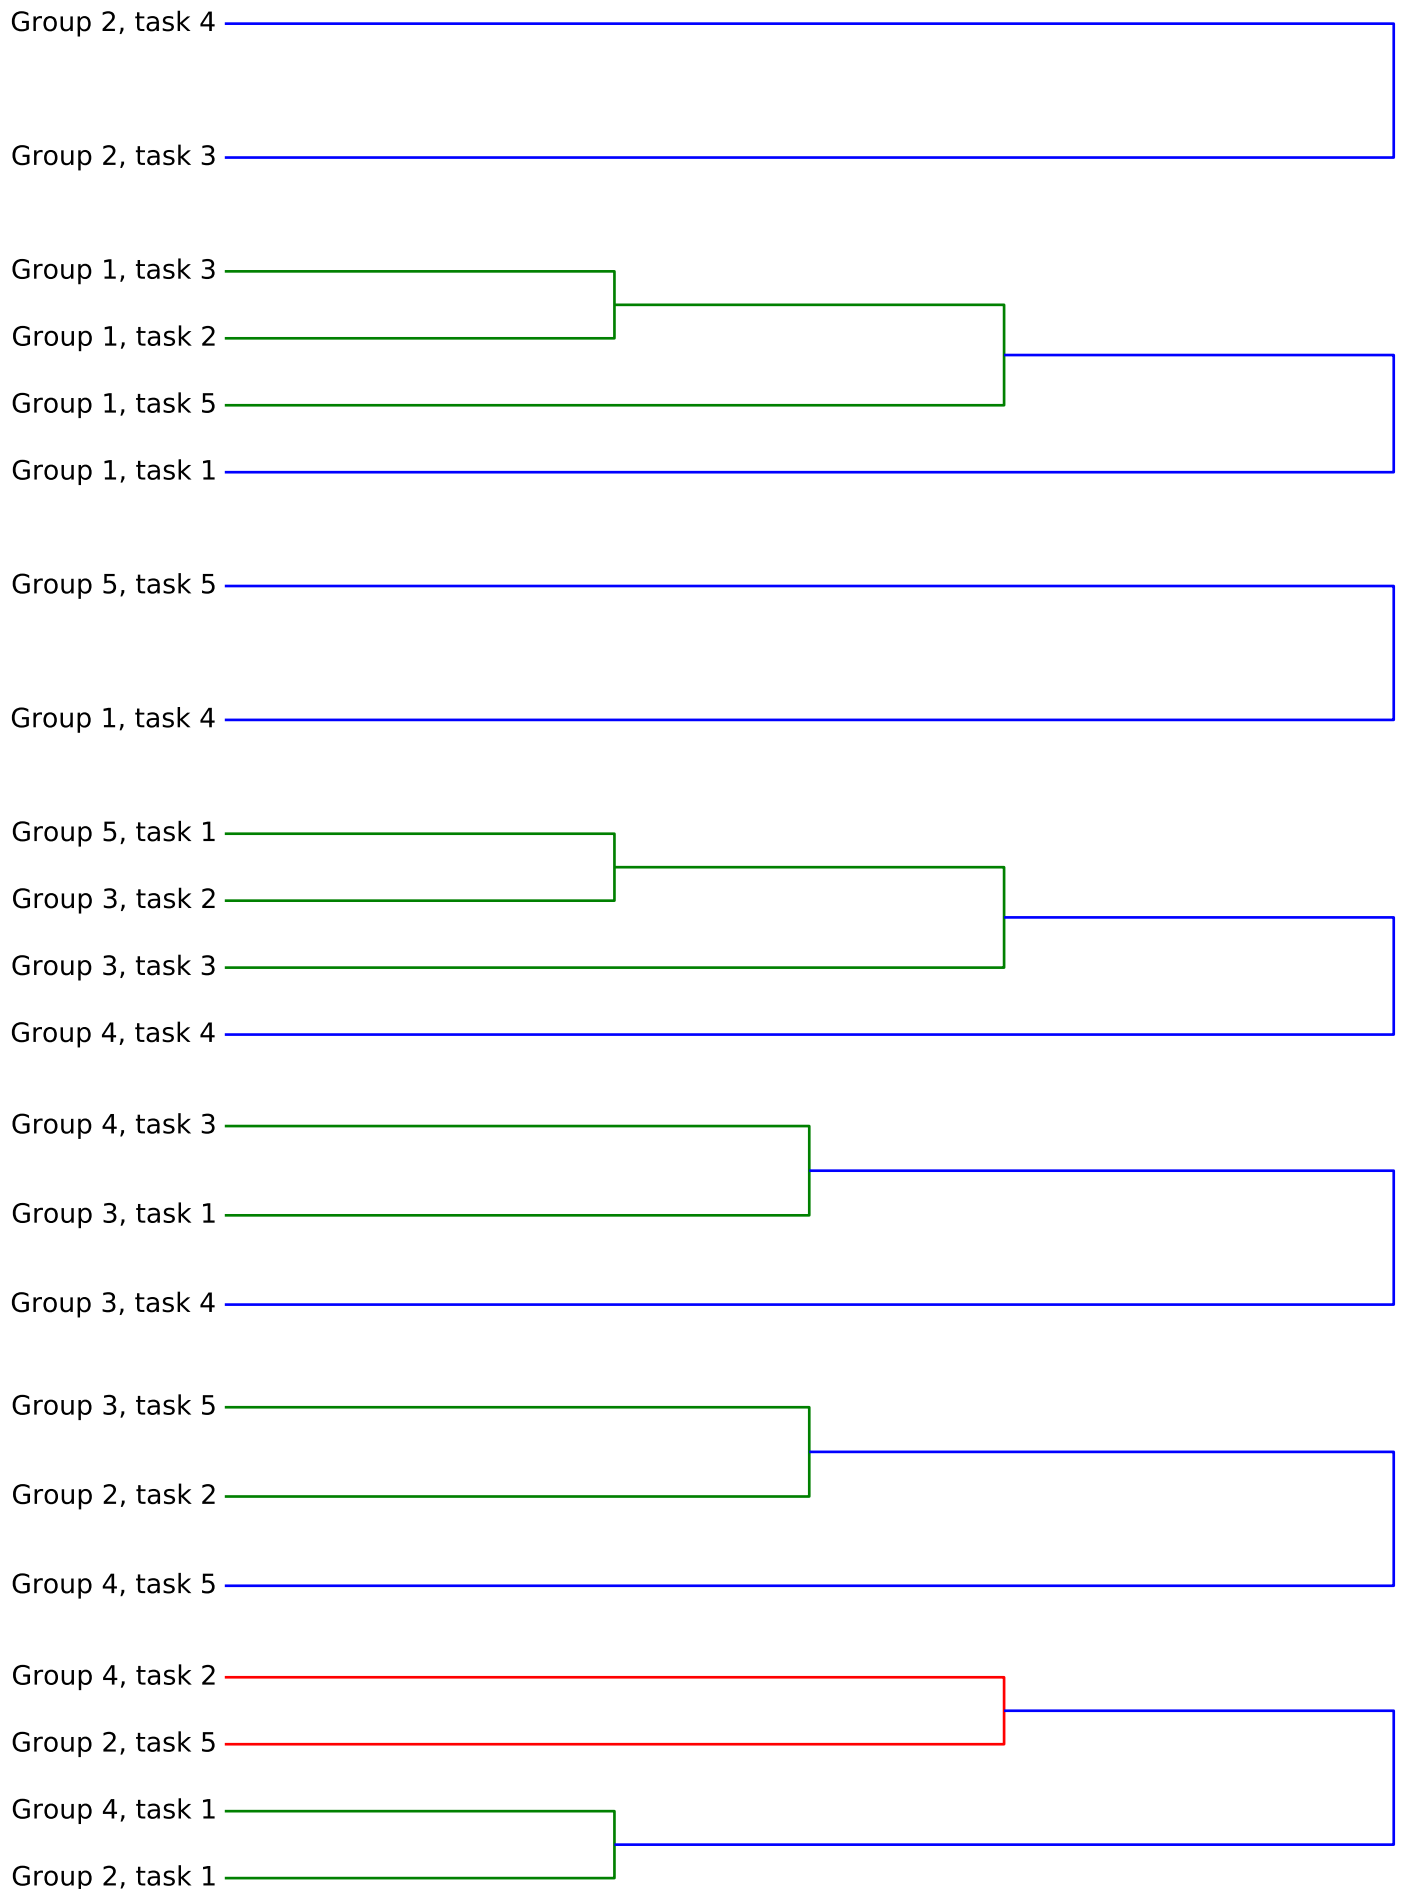 Group 2, task 4
Group 2, task 3
Group 1, task 3
Group 1, task 2
Group 1, task 5
Group 1, task 1
Group 5, task 5
Group 1, task 4
Group 5, task 1
Group 3, task 2
Group 3, task 3
Group 4, task 4
Group 4, task 3
Group 3, task 1
Group 3, task 4
Group 3, task 5
Group 2, task 2
Group 4, task 5
Group 4, task 2
Group 2, task 5
Group 4, task 1
Group 2, task 1